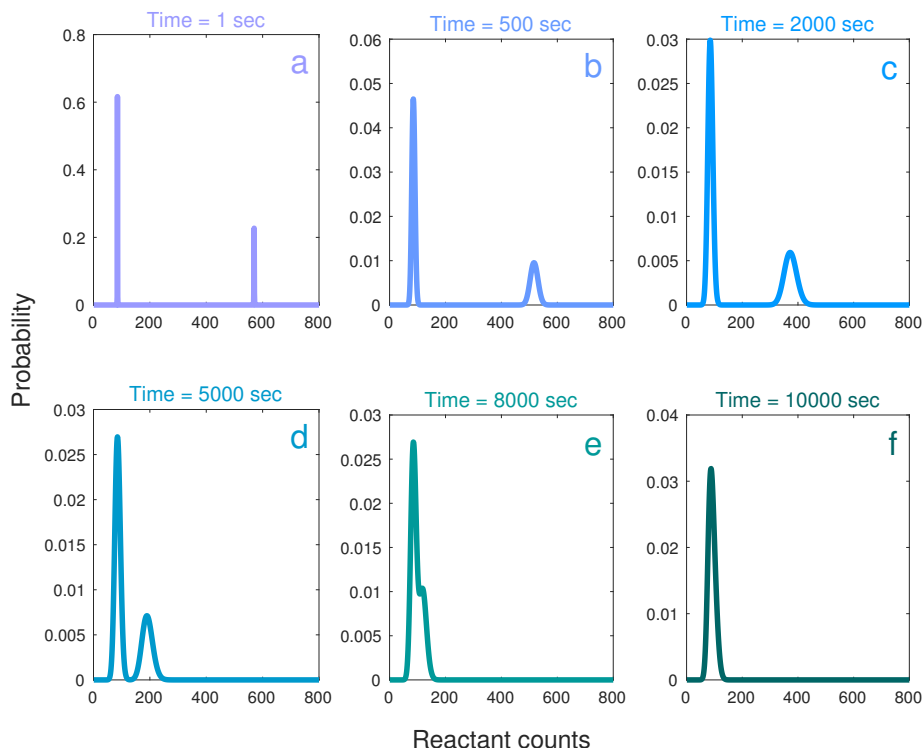 Time = 1 sec
Time = 500 sec
Time = 2000 sec
a
b
c
0.8
0.6
0.4
0.2
0
0 200 400 600 800
0.06
0.05
0.04
0.03
0.02
0.01
0
0 200 400 600 800
0.03
0.025
0.02
0.015
0.01
0.005
0
0 200 400 600 800
Probability
Time = 5000 sec
Time = 8000 sec
Time = 10000 sec
d
e
f
0.03
0.025
0.02
0.015
0.01
0.005
0
0 200 400 600 800
0.03
0.025
0.02
0.015
0.01
0.005
0
0 200 400 600 800
0.04
0.03
0.02
0.01
0
0 200 400 600 800
Reactant counts